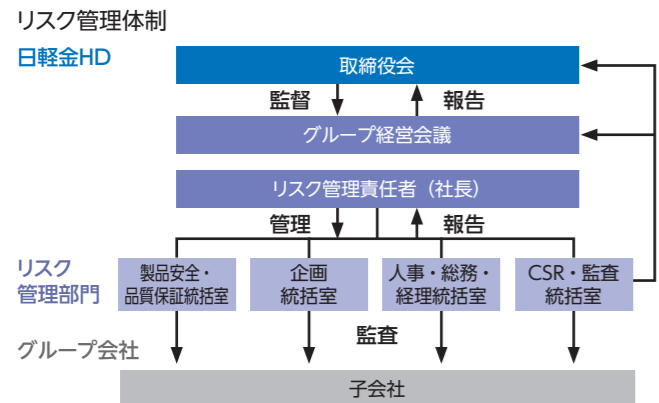 リスク管理体制
日軽金HD
取締役会
監督
報告
グループ経営会議
リスク管理責任者（社長）
管理
報告
リスク
管理部門
製品安全・
品質保証統括室
企画
統括室
人事・総務・
経理統括室
CSR・監査
統括室
監査
グループ会社
子会社